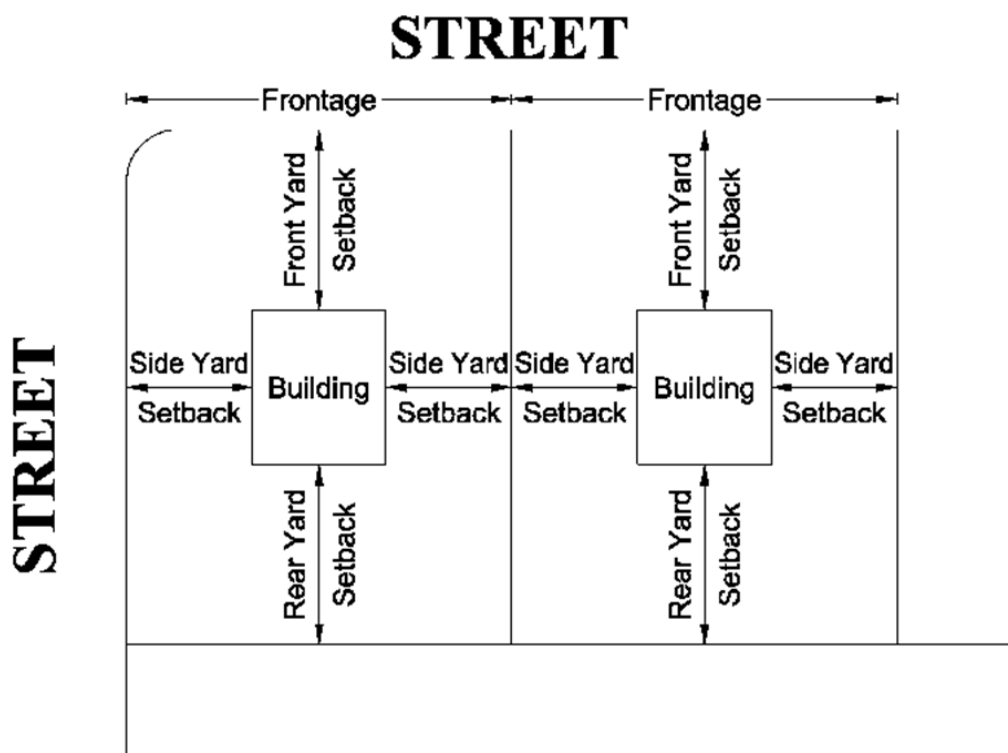 STREET
Frontage
Frontage
Front Yard
Setback
Front Yard
Setback
STREET
Side Yard
Setback
Building
Side Yard
Setback
Side Yard
Setback
Building
Side Yard
Setback
Rear Yard
Setback
Rear Yard
Setback